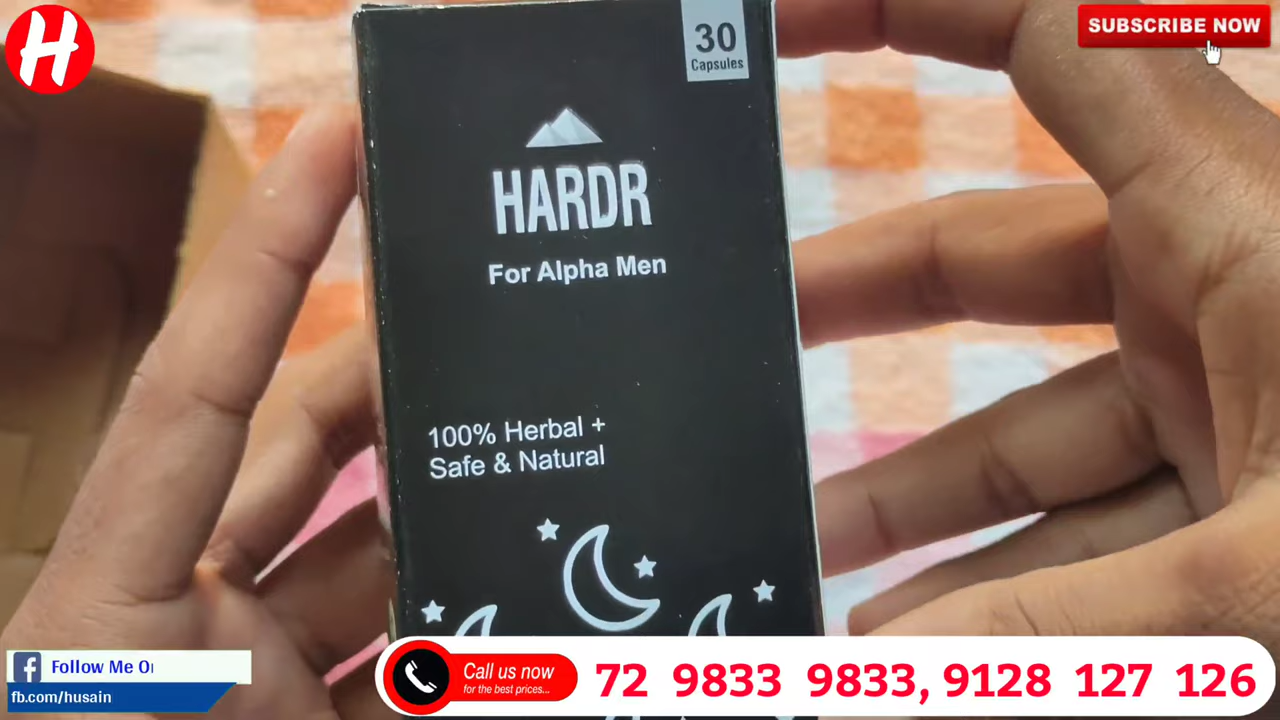 H
SUBSCRIBE NOW
30
Capsules
HARDR
For Alpha Men
100% Herbal +
Safe & Natural
Follow Me O
fb.com/husain
Call us now
for the best prices...
72 9833 9833, 9128 127 126